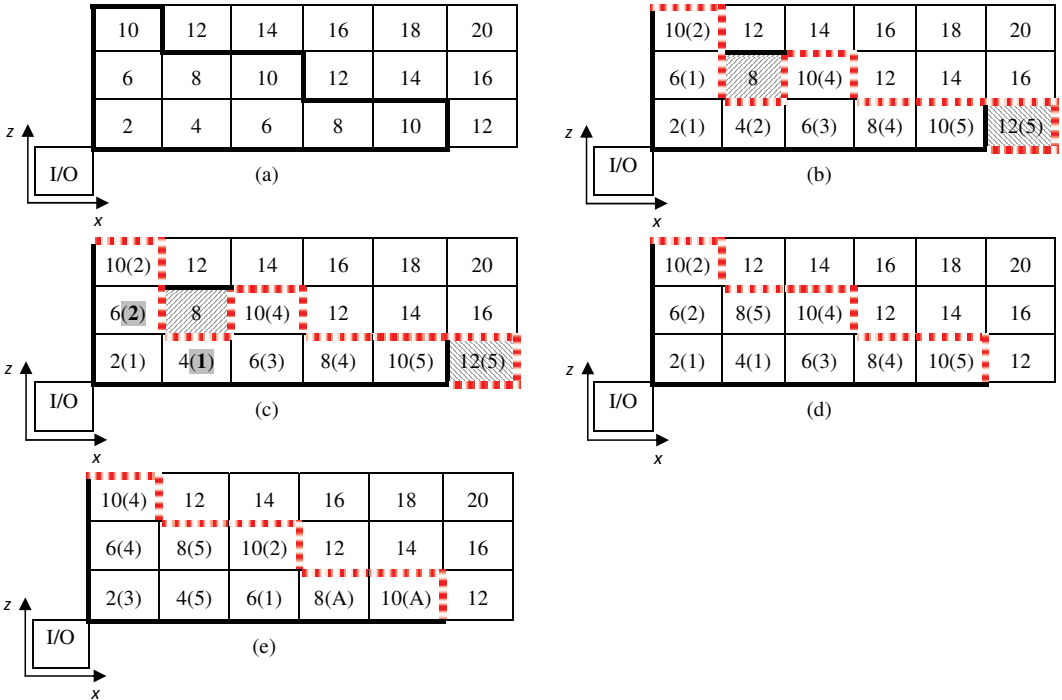 10 12 14 16 18 20
6 8 10 12 14 16
2 4 6 8 10 12
z
I/O
x
(a)
10(2) 12 14 16 18 20
6(1) 8 10(4) 12 14 16
2(1) 4(2) 6(3) 8(4) 10(5) 12(5)
z
I/O
x
(b)
10(2) 12 14 16 18 20
6(2) 8 10(4) 12 14 16
2(1) 4(1) 6(3) 8(4) 10(5) 12(5)
z
I/O
x
(c)
10(2) 12 14 16 18 20
6(2) 8(5) 10(4) 12 14 16
2(1) 4(1) 6(3) 8(4) 10(5) 12
z
I/O
x
(d)
10(4) 12 14 16 18 20
6(4) 8(5) 10(2) 12 14 16
2(3) 4(5) 6(1) 8(A) 10(A) 12
z
I/O
x
(e)